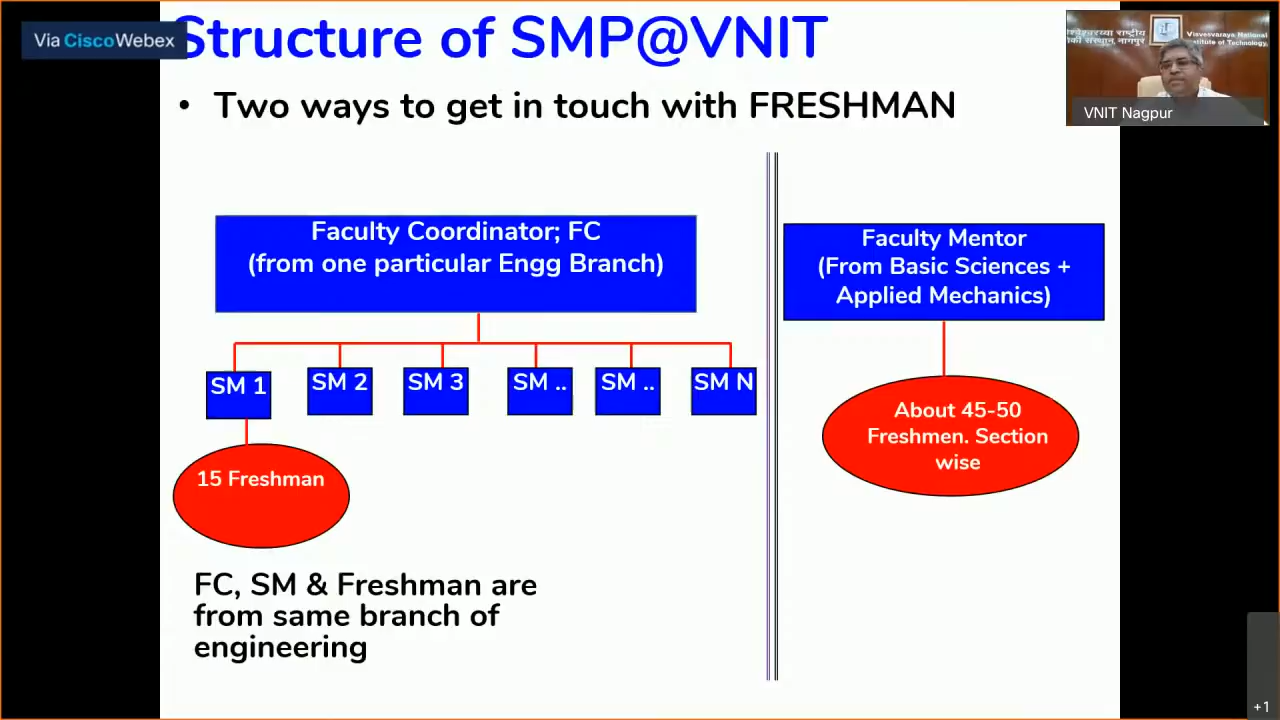 Via CiscoWebex
Structure of SMP@VNIT
• Two ways to get in touch with FRESHMAN
विश्वेश्वरय्या राष्ट्रीय
संस्थान, नागपुर
Visvesvaraya National
Institute of Technology,
VNIT Nagpur
Faculty Coordinator; FC
(from one particular Engg Branch)
SM 1
SM 2
SM 3
SM ..
SM ..
SM N
15 Freshman
FC, SM & Freshman are
from same branch of
engineering
Faculty Mentor
(From Basic Sciences +
Applied Mechanics)
About 45-50
Freshmen. Section
wise
+1